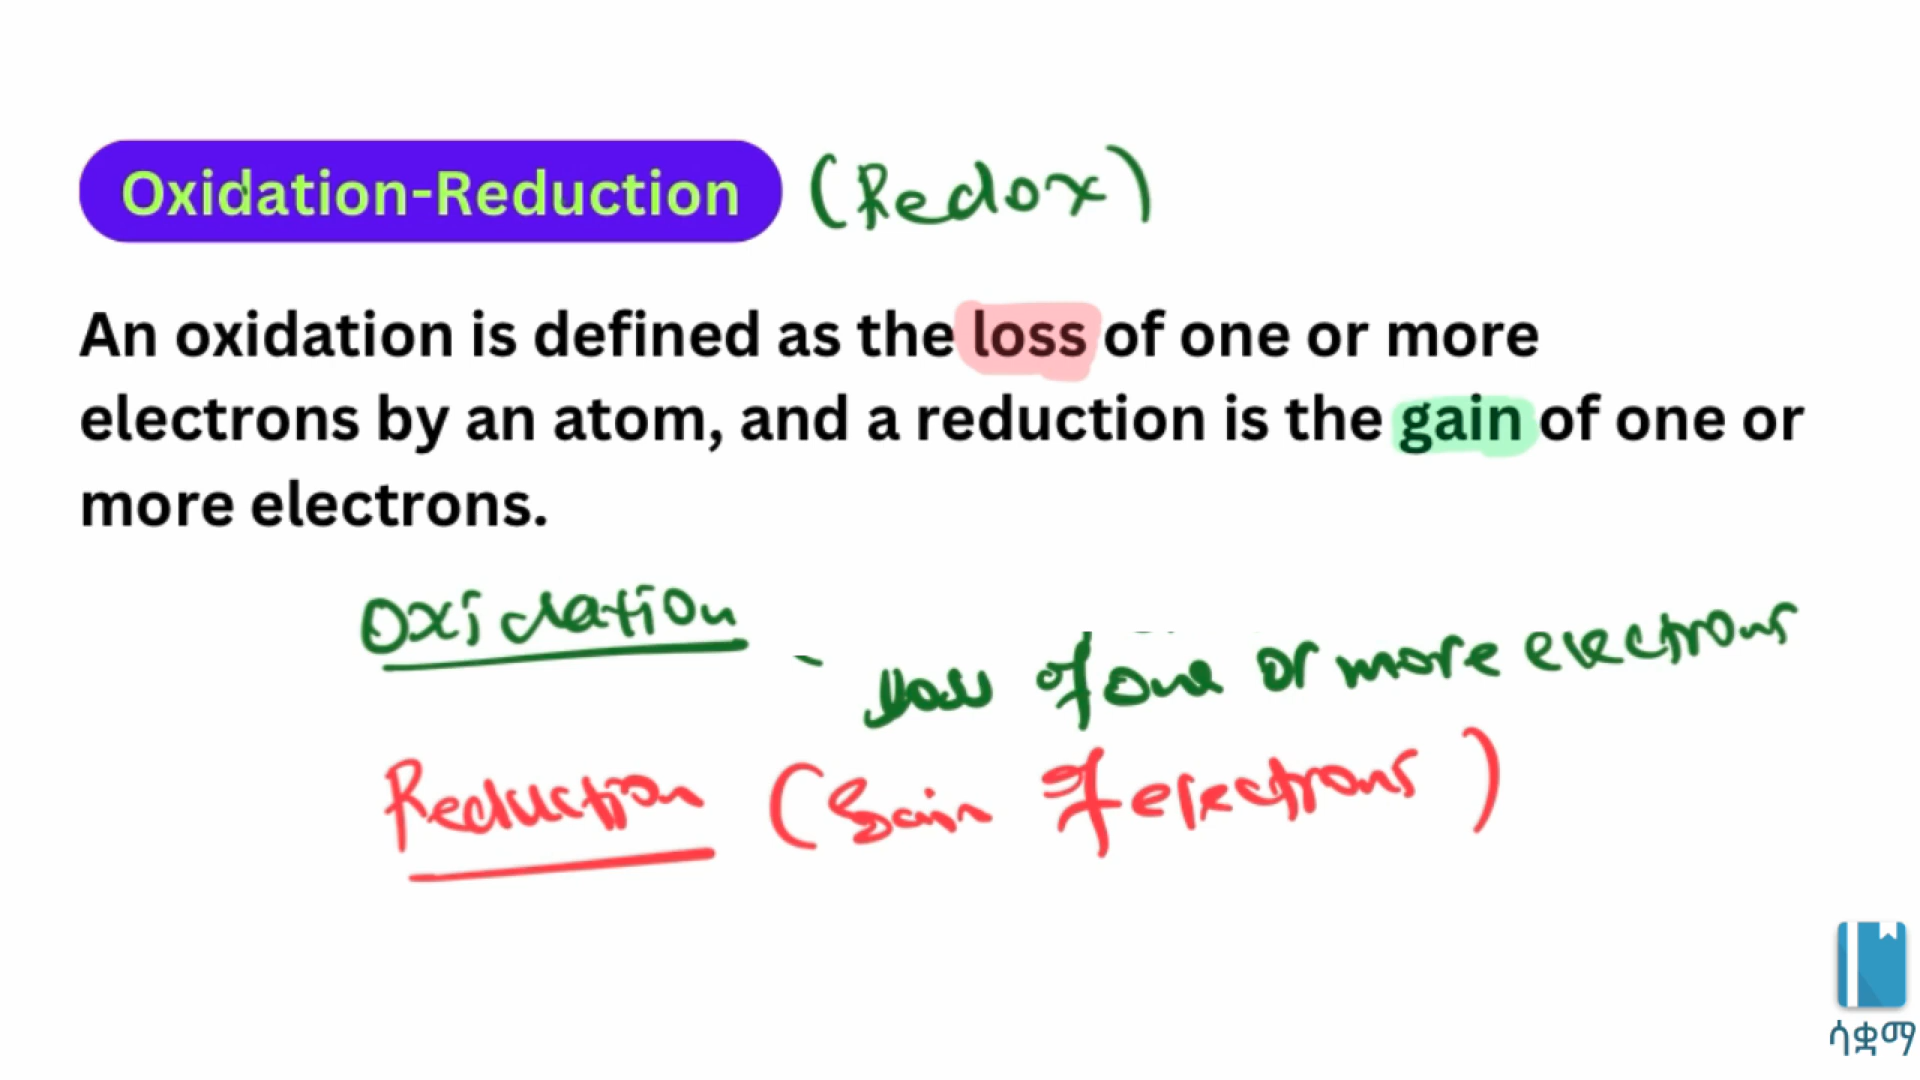 Oxidation-Reduction (Redox)
An oxidation is defined as the loss of one or more
electrons by an atom, and a reduction is the gain of one or
more electrons.
Oxidation - loss of one or more electrons
Reduction (Gain of electrons)
ሳቋማ